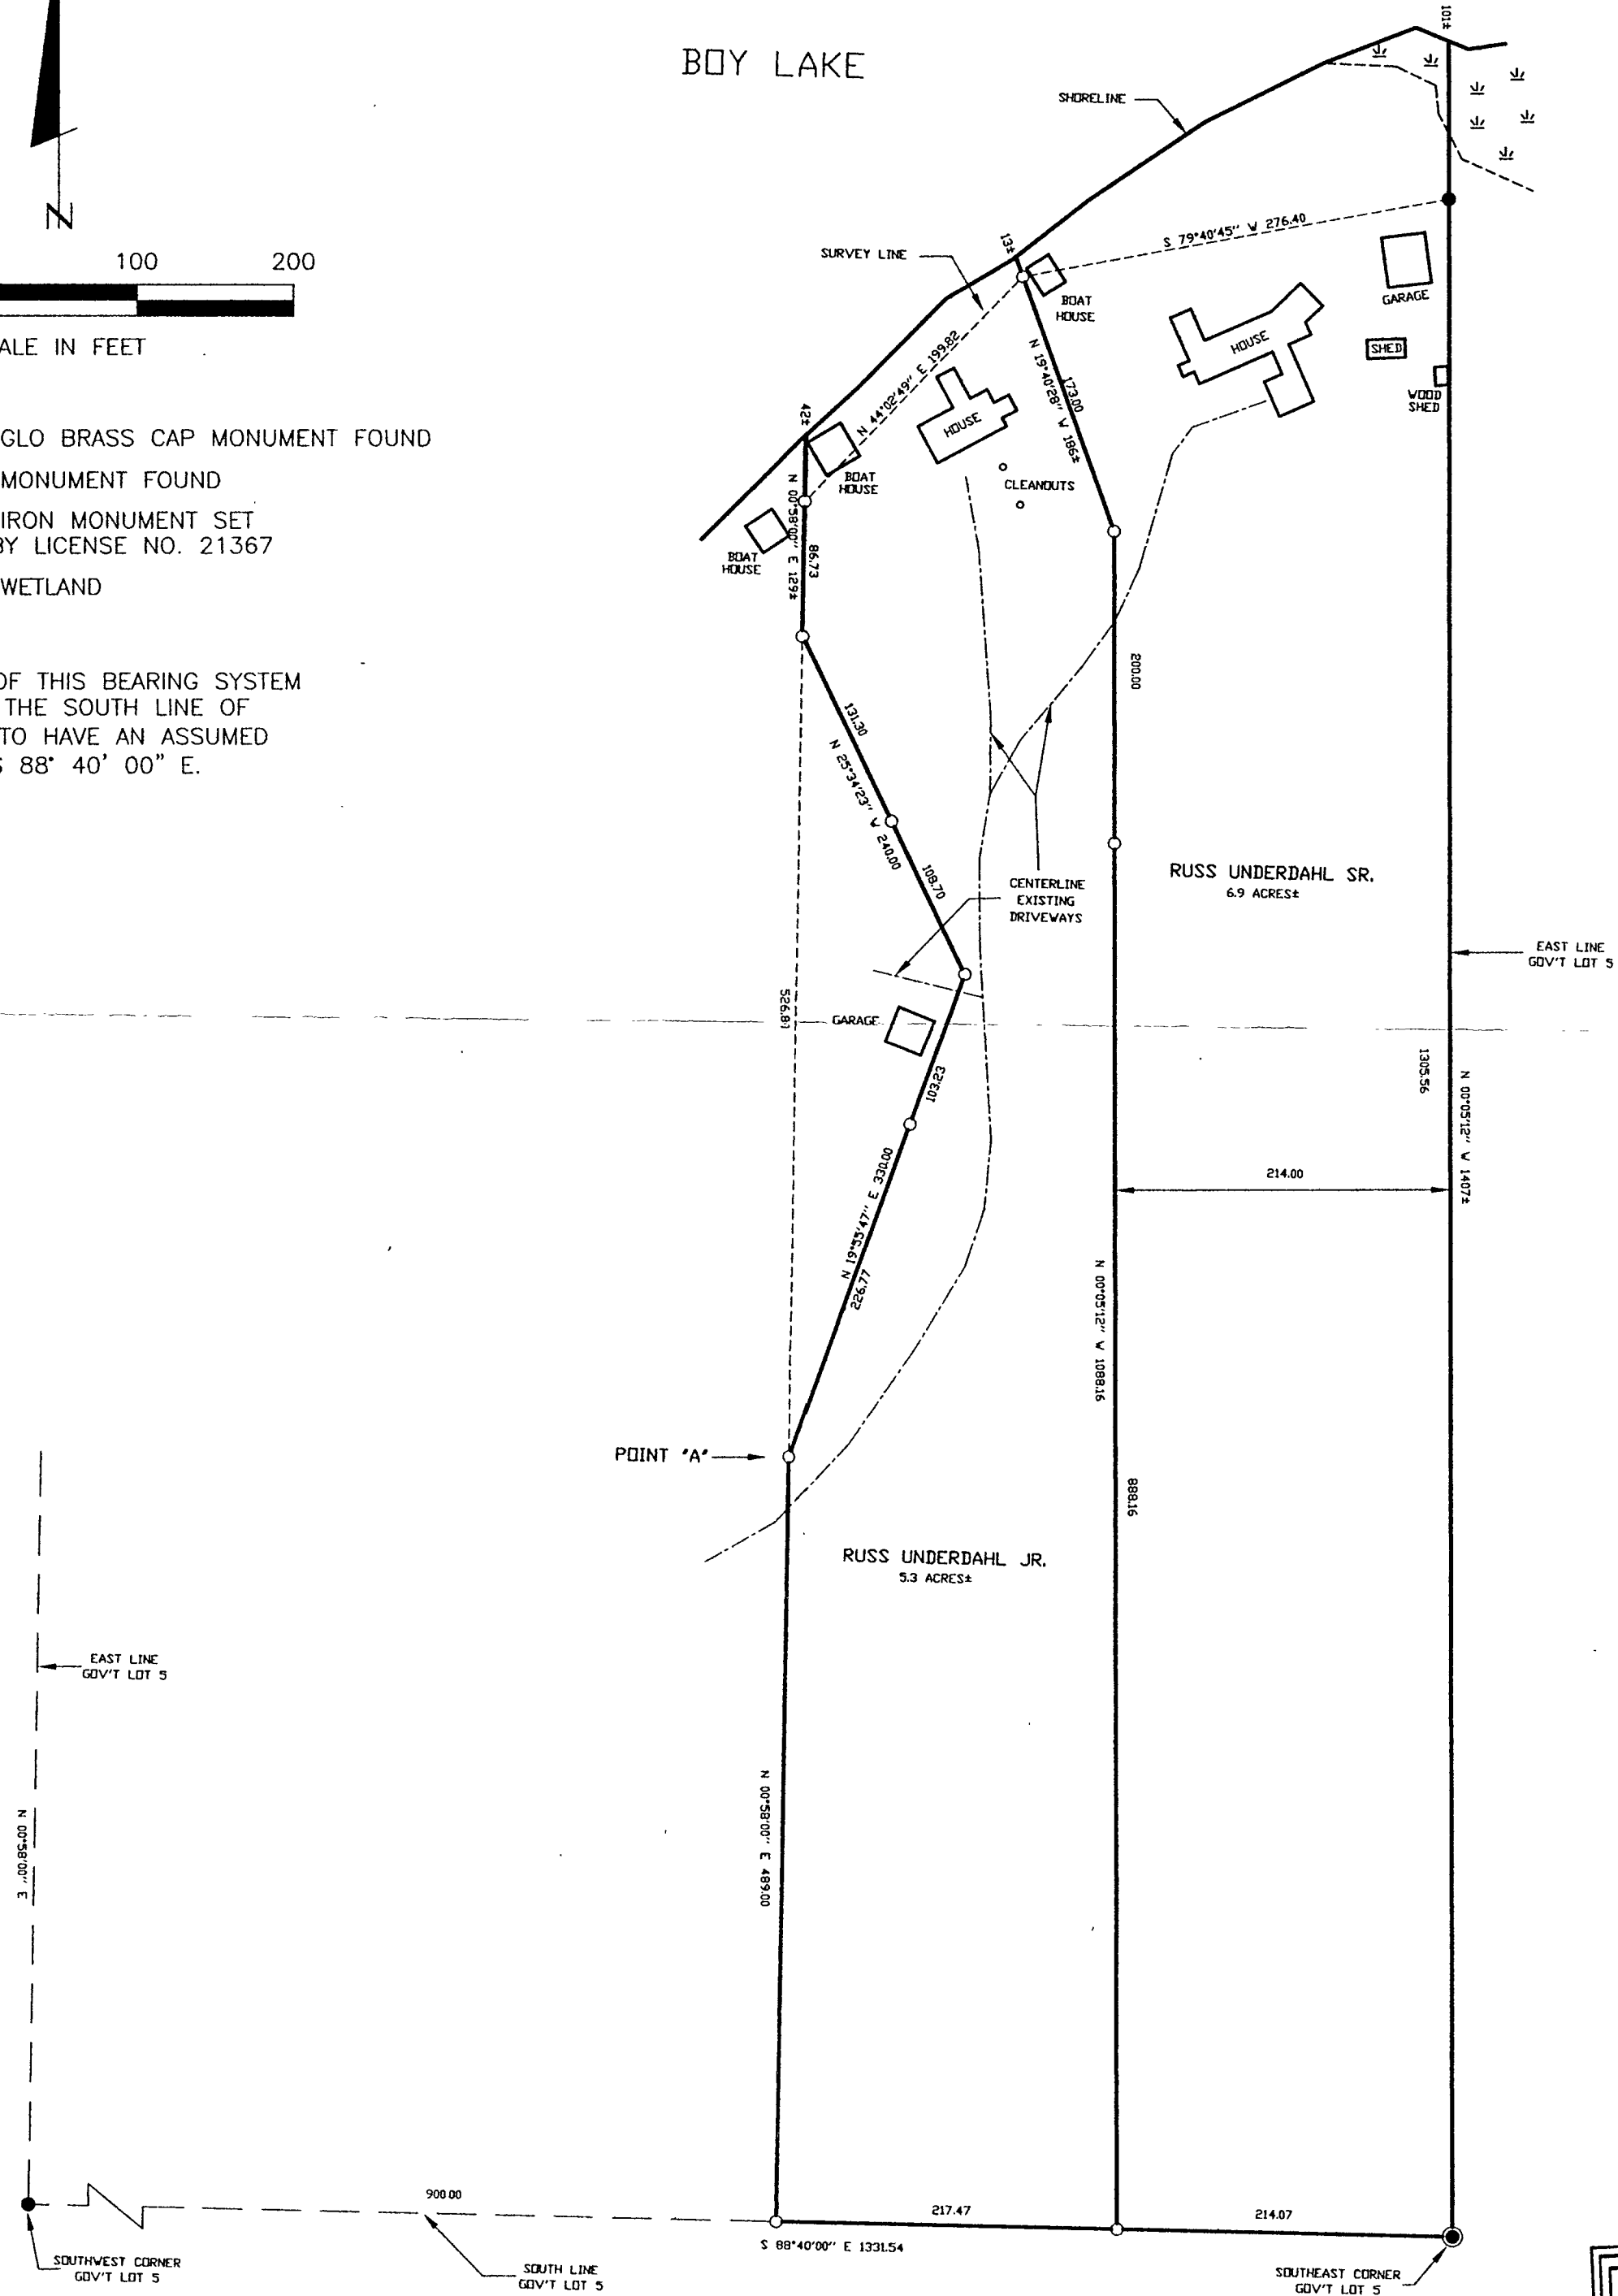 BOY LAKE
N
100 200
ALE IN FEET
GLO BRASS CAP MONUMENT FOUND
MONUMENT FOUND
IRON MONUMENT SET
BY LICENSE NO. 21367
WETLAND
OF THIS BEARING SYSTEM
THE SOUTH LINE OF
TO HAVE AN ASSUMED
S 88° 40' 00" E.
101±
SHORELINE
S 79°40'45" W 276.40
13±
SURVEY LINE
BOAT
HOUSE
GARAGE
HOUSE
SHED
WOOD
SHED
N 44°02'49" E 199.82
173.00
N 19°40'28" W 186±
42±
HOUSE
BOAT
HOUSE
CLEANOUTS
N 00°58'00" E 129±
86.73
BOAT
HOUSE
200.00
131.30
N 25°34'23" W 240.00
108.70
CENTERLINE
EXISTING
DRIVEWAYS
RUSS UNDERDAHL SR.
6.9 ACRES±
EAST LINE
GOV'T LOT 5
526.81
GARAGE
103.23
1305.56
N 00°05'12" W 1407±
214.00
N 19°55'47" E 330.00
226.77
N 00°05'12" W 1088.16
POINT "A"
888.16
RUSS UNDERDAHL JR.
5.3 ACRES±
EAST LINE
GOV'T LOT 5
N 00°58'00" E 489.00
N 00°58'00" E
900.00
217.47
214.07
S 88°40'00" E 1331.54
SOUTHWEST CORNER
GOV'T LOT 5
SOUTH LINE
GOV'T LOT 5
SOUTHEAST CORNER
GOV'T LOT 5